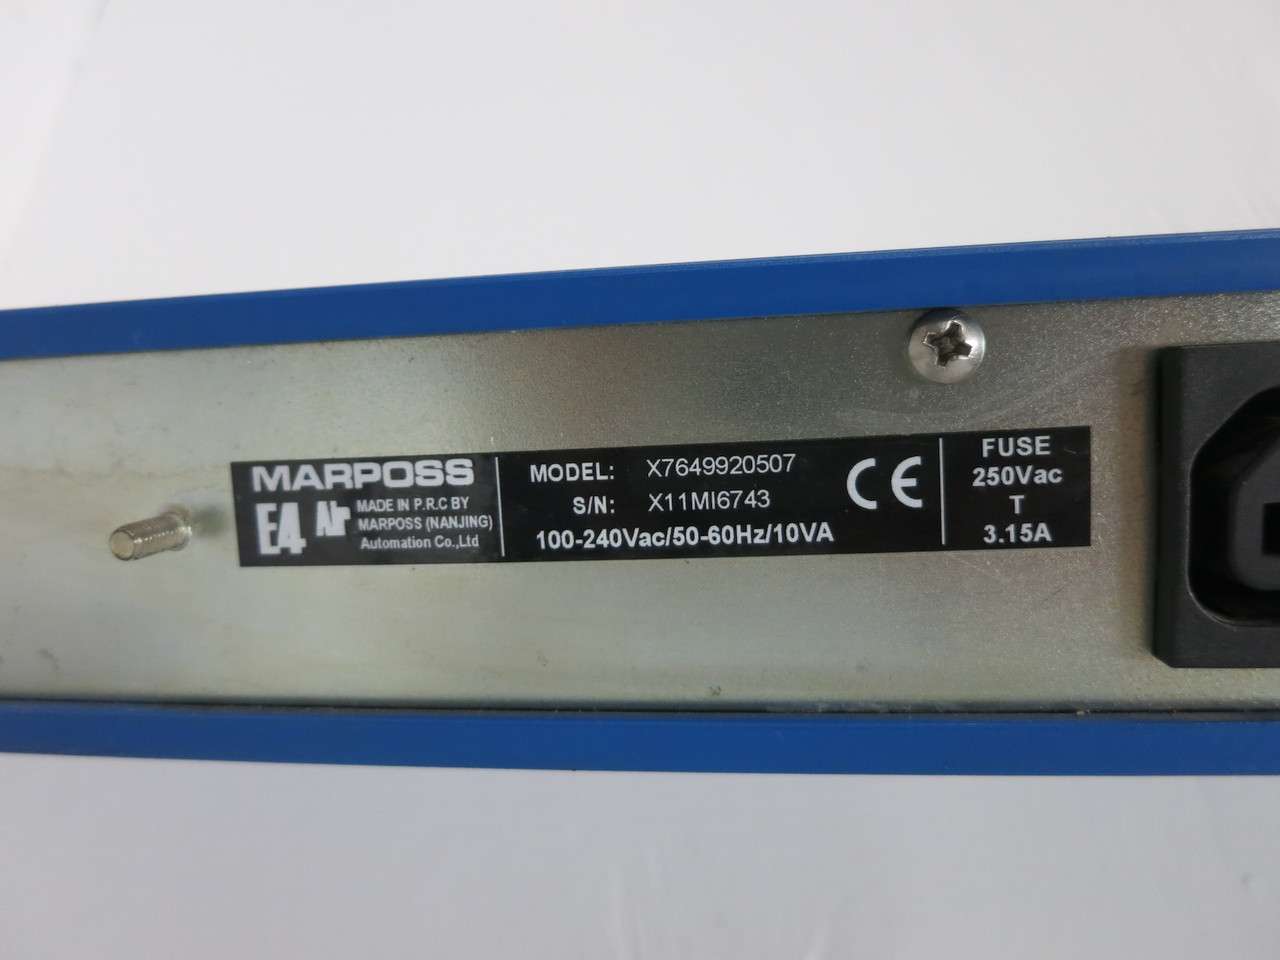 MARPOSS
E4 Air
MADE IN P.R.C BY
MARPOSS (NANJING)
Automation Co.,Ltd
MODEL: X7649920507
S/N: X11MI6743
100-240Vac/50-60Hz/10VA
CE
FUSE
250Vac
T
3.15A